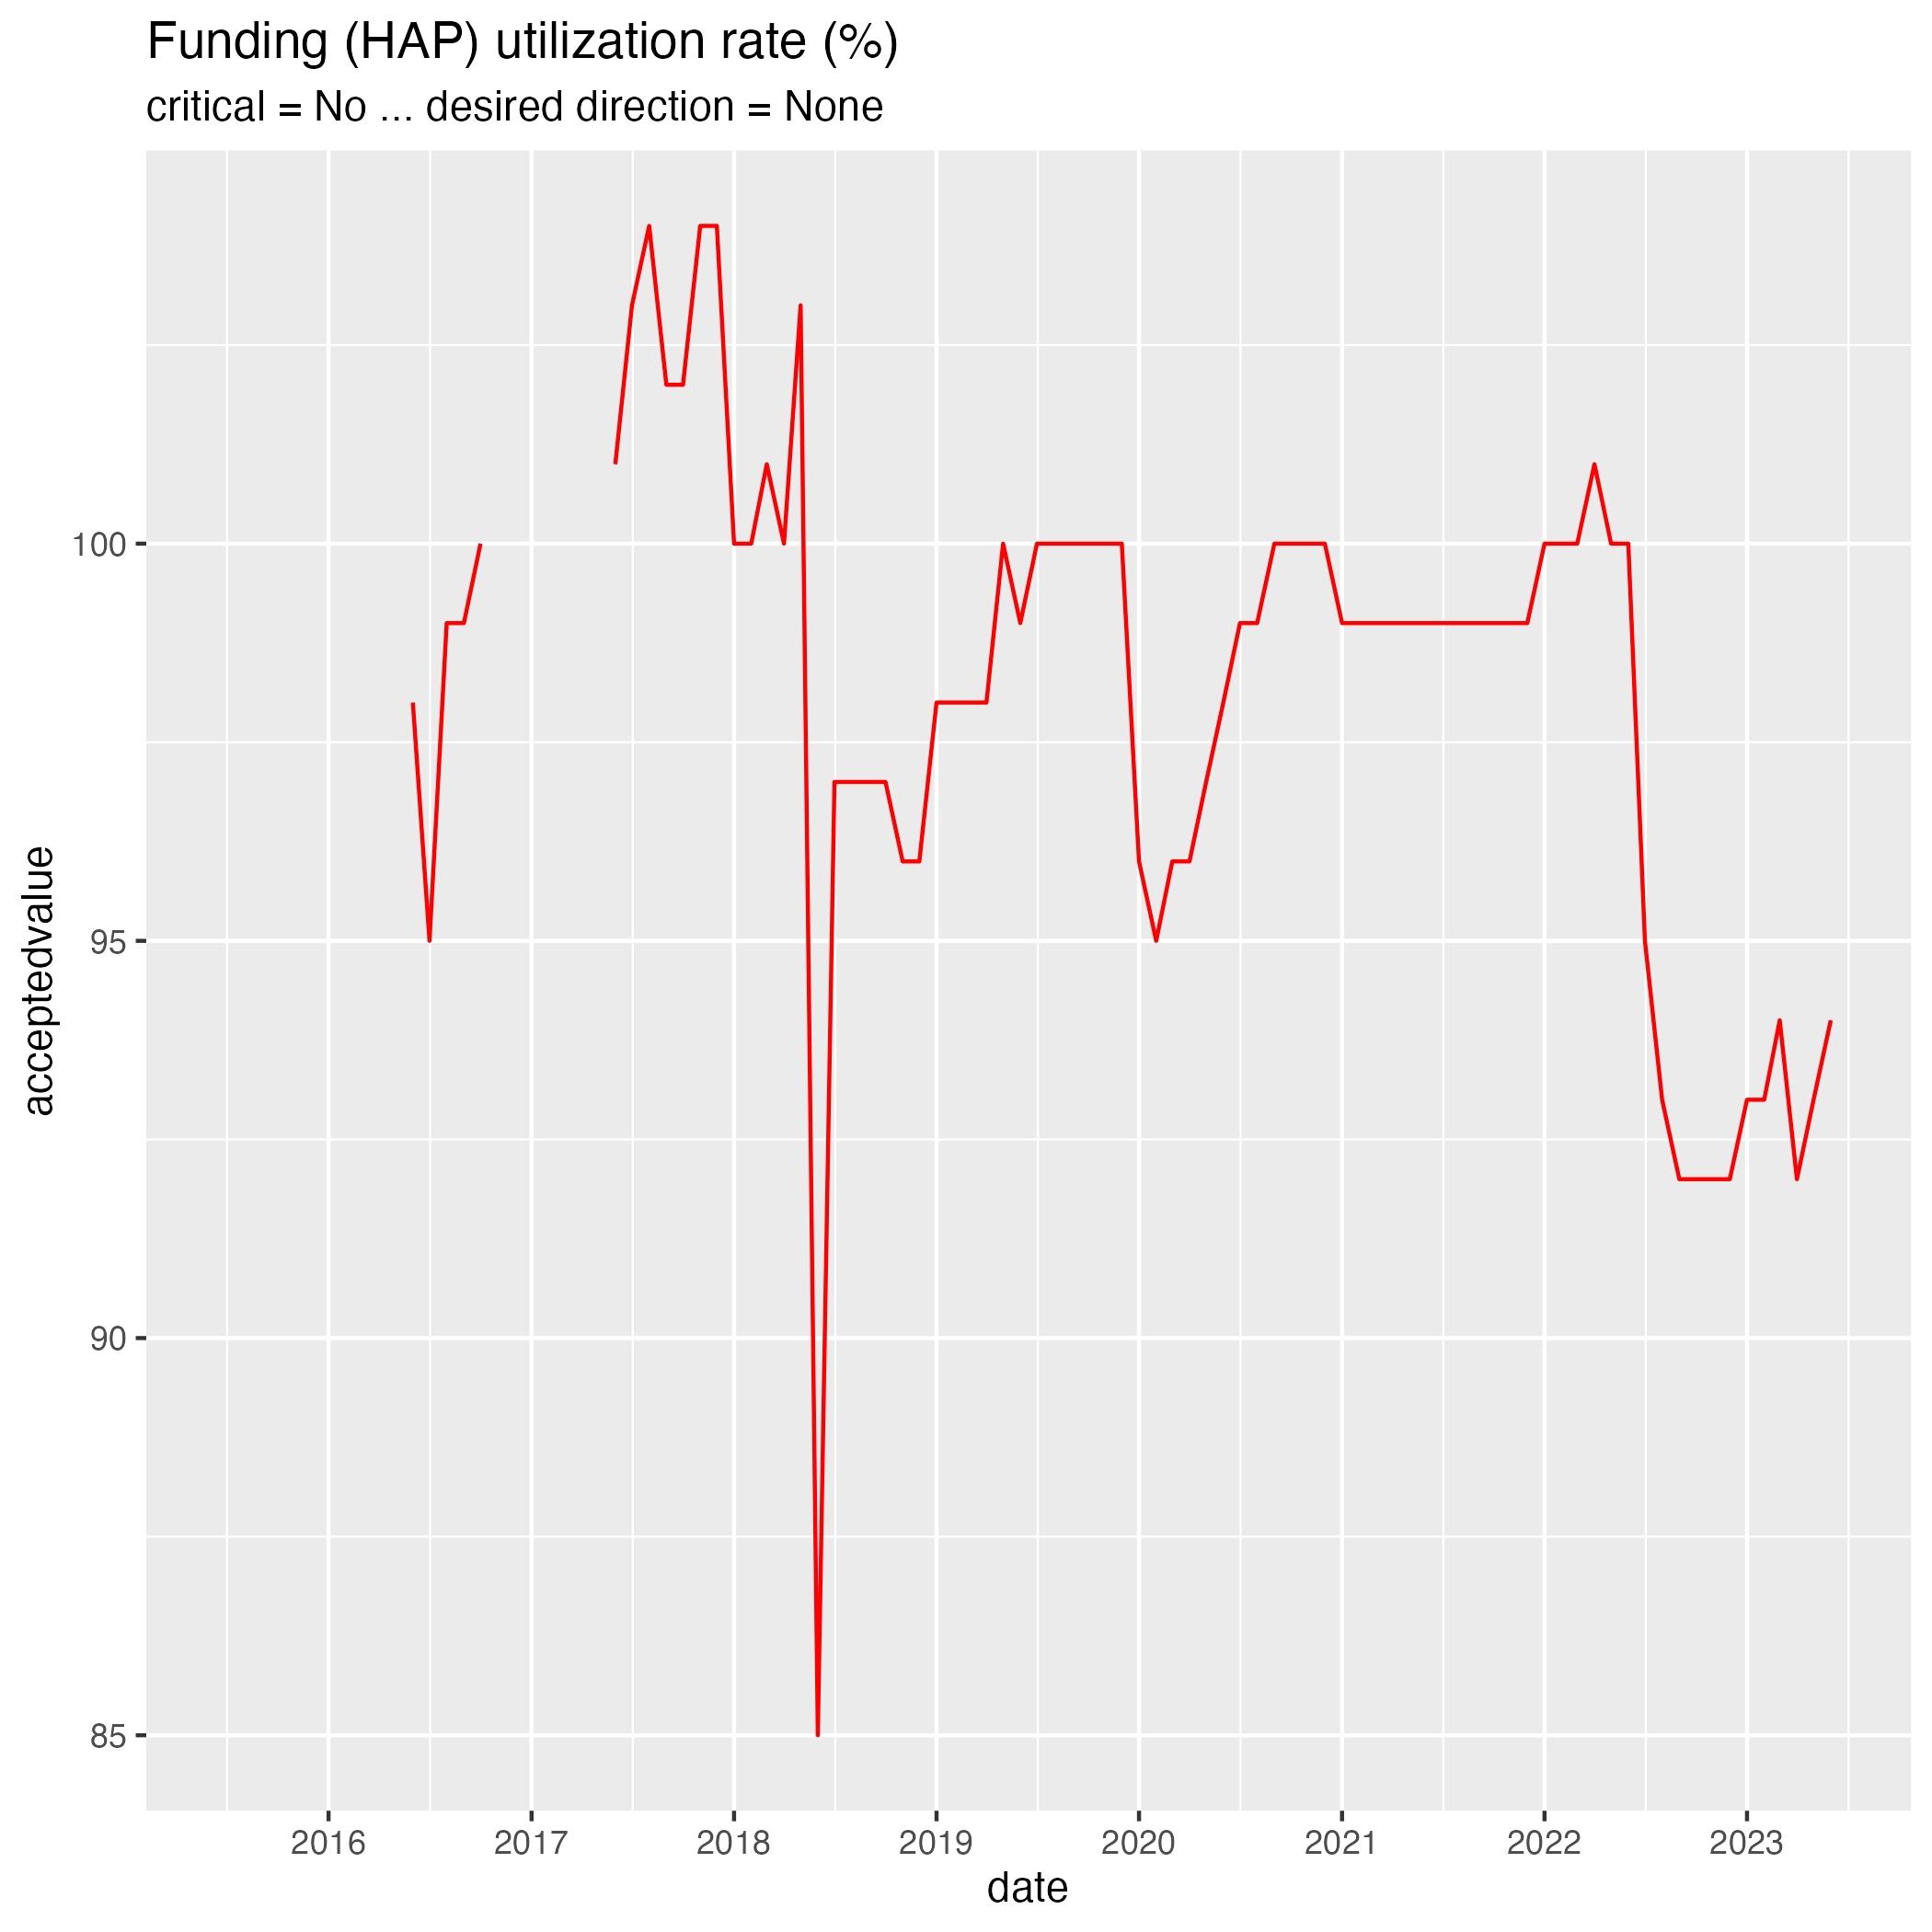 Funding (HAP) utilization rate (%)
critical = No ... desired direction = None
acceptedvalue
100
95
90
85
2016 2017 2018 2019 2020 2021 2022 2023
date